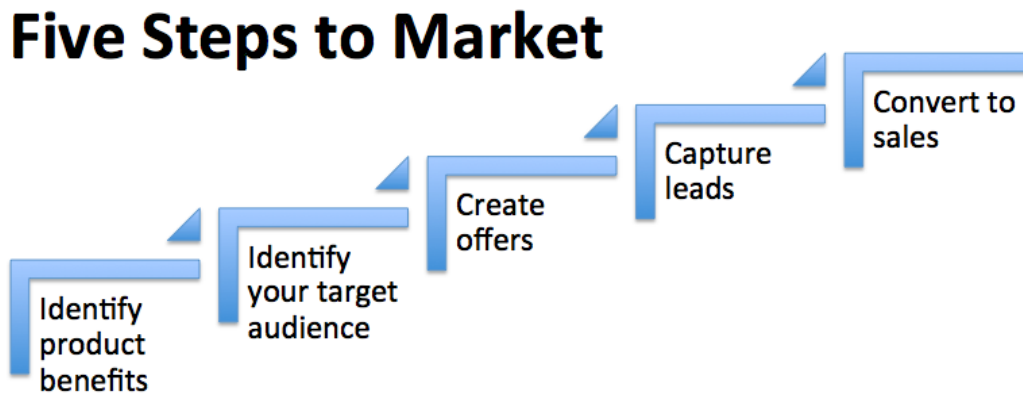 Five Steps to Market
Identify
product
benefits
Identify
your target
audience
Create
offers
Capture
leads
Convert to
sales